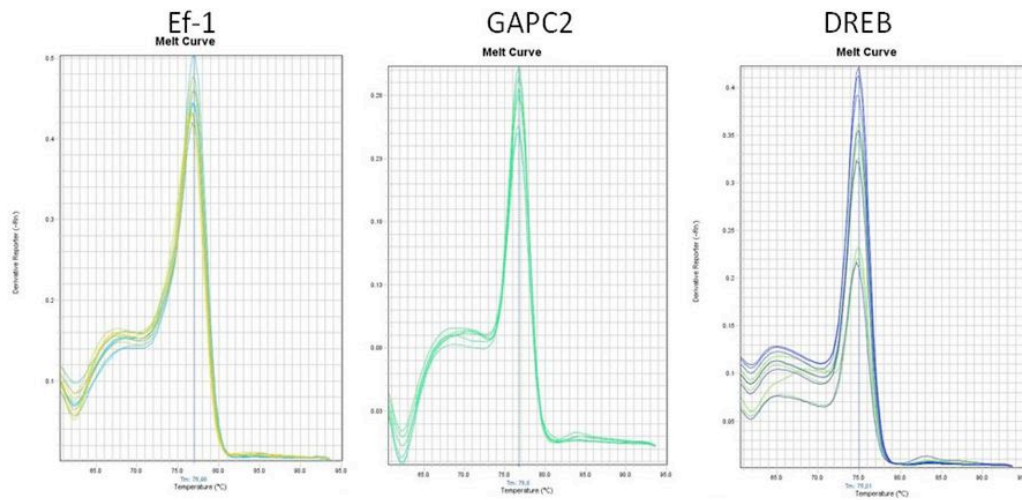 Ef-1
Melt Curve
0.5
0.4
0.3
0.2
0.1
Derivative Reporter (-Rn')
65.0 70.0 75.0 80.0 85.0 90.0 95.0
Temperature (°C)
GAPC2
Melt Curve
0.28
0.23
0.18
0.13
0.08
0.03
65.0 70.0 75.0 80.0 85.0 90.0 95.0
Temperature (°C)
DREB
Melt Curve
0.4
0.35
0.3
0.25
0.2
0.15
0.1
0.05
Derivative Reporter (-Rn')
65.0 70.0 75.0 80.0 85.0 90.0 95
Tm: 75,01
Temperature (°C)